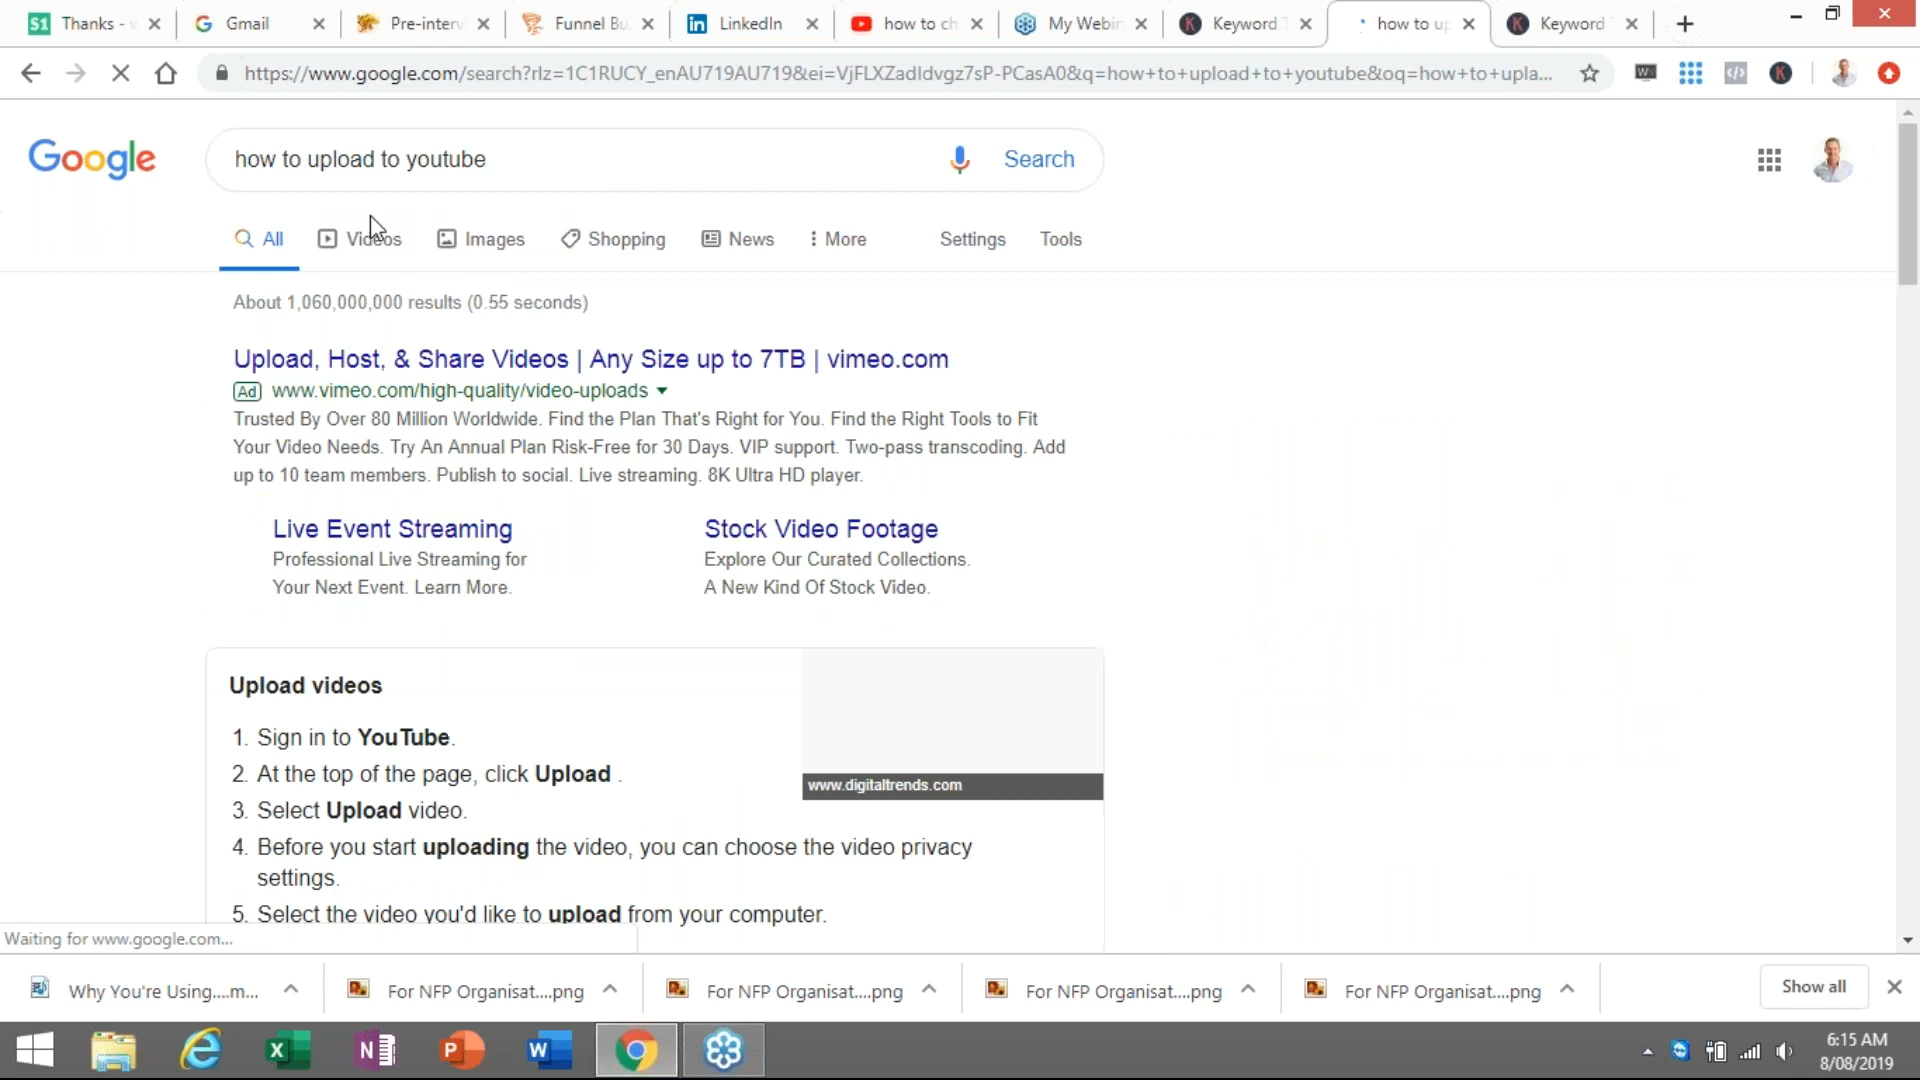 Thanks -
Gmail
Pre-interv
Funnel Bu
LinkedIn
how to ch
My Webin
Keyword
how to up
Keyword
https://www.google.com/search?rlz=1C1RUCY_enAU719AU719&ei=VjFLXZadIdvgz7sP-PCasA0&q=how+to+upload+to+youtube&oq=how+to+upla...
Google
how to upload to youtube
Search
All
Videos
Images
Shopping
News
More
Settings
Tools
About 1,060,000,000 results (0.55 seconds)
Upload, Host, & Share Videos | Any Size up to 7TB | vimeo.com
Ad www.vimeo.com/high-quality/video-uploads
Trusted By Over 80 Million Worldwide. Find the Plan That's Right for You. Find the Right Tools to Fit
Your Video Needs. Try An Annual Plan Risk-Free for 30 Days. VIP support. Two-pass transcoding. Add
up to 10 team members. Publish to social. Live streaming. 8K Ultra HD player.
Live Event Streaming
Professional Live Streaming for
Your Next Event. Learn More.
Stock Video Footage
Explore Our Curated Collections.
A New Kind Of Stock Video.
Upload videos
1. Sign in to YouTube.
2. At the top of the page, click Upload .
3. Select Upload video.
4. Before you start uploading the video, you can choose the video privacy
settings.
5. Select the video you'd like to upload from your computer.
www.digitaltrends.com
Waiting for www.google.com...
Why You're Using....m...
For NFP Organisat....png
For NFP Organisat....png
For NFP Organisat....png
For NFP Organisat....png
Show all
6:15 AM
8/08/2019